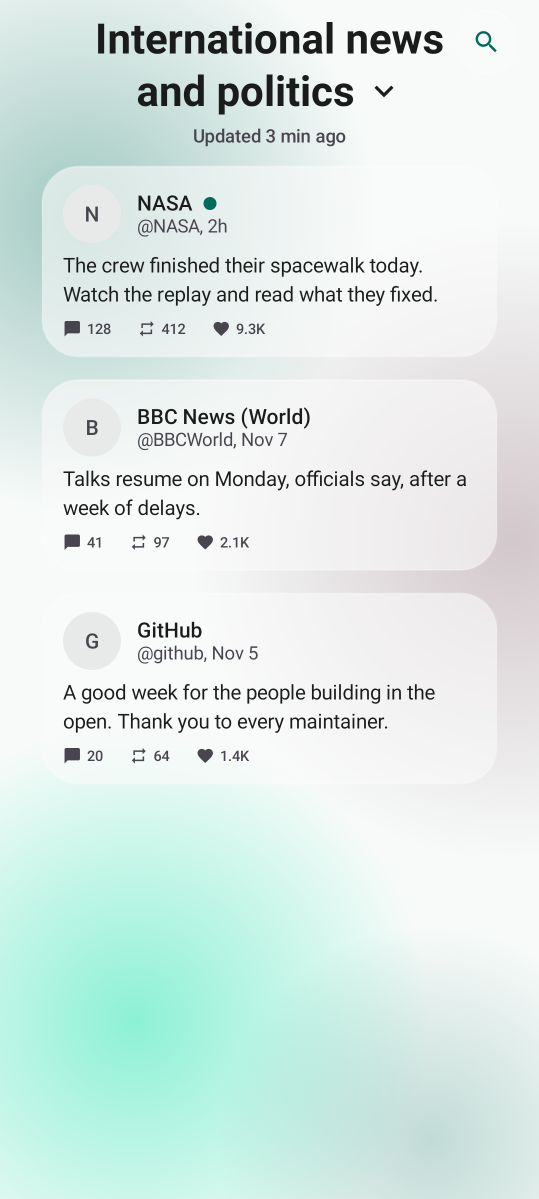 International news
and politics
Updated 3 min ago
N
NASA
@NASA, 2h
The crew finished their spacewalk today.
Watch the replay and read what they fixed.
128 412 9.3K
B
BBC News (World)
@BBCWorld, Nov 7
Talks resume on Monday, officials say, after a
week of delays.
41 97 2.1K
G
GitHub
@github, Nov 5
A good week for the people building in the
open. Thank you to every maintainer.
20 64 1.4K